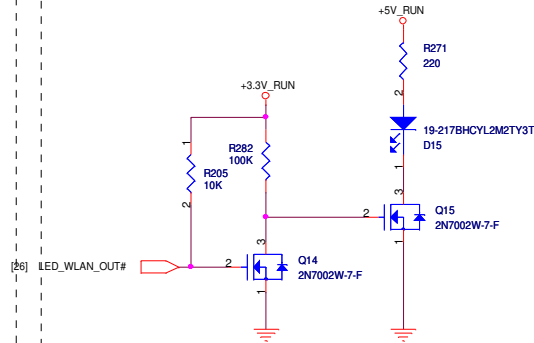 +5V_RUN
R271
220
2
+3.3V_RUN
19-217BHCYL2M2TY3T
D15
1
R282
100K
1
R205
10K
2
3
2
Q15
2N7002W-7-F
1
3
[26] LED_WLAN_OUT#
2
Q14
2N7002W-7-F
1